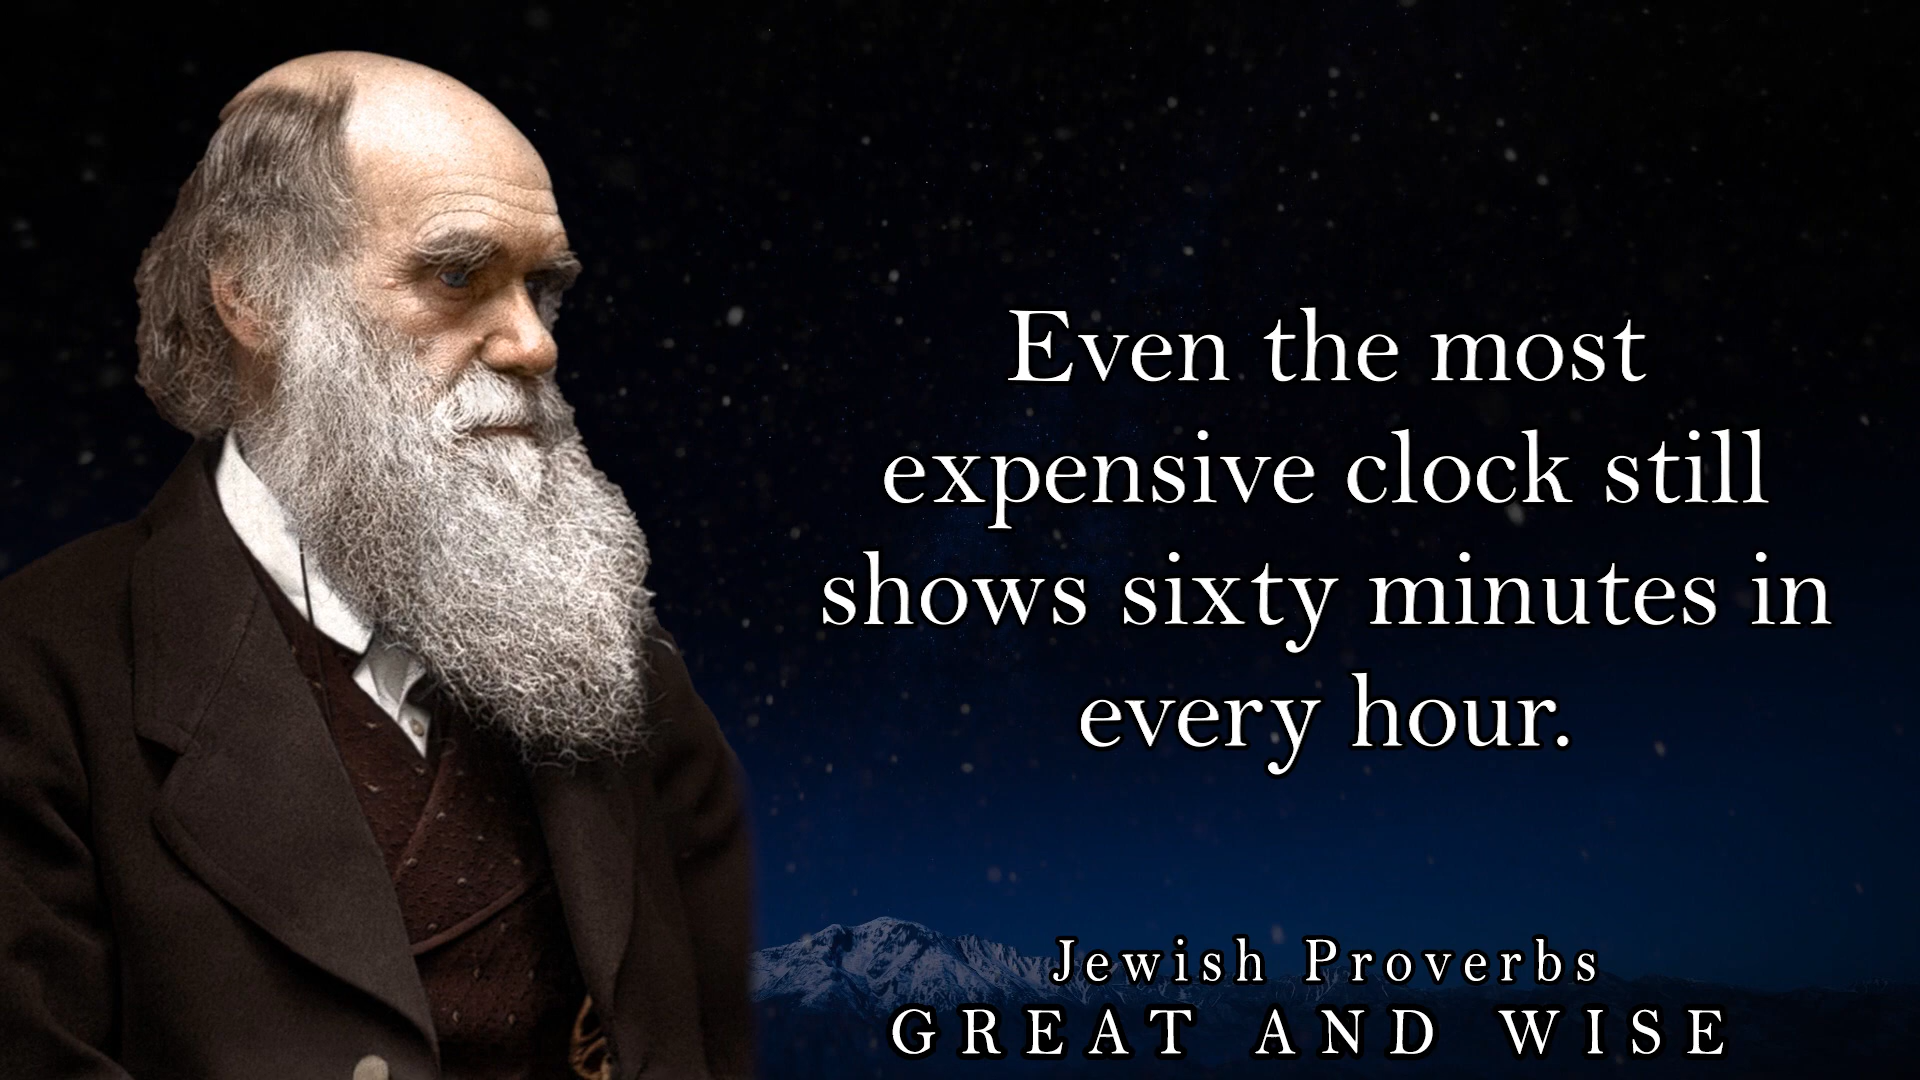 Even the most
expensive clock still
shows sixty minutes in
every hour.
Jewish Proverbs
GREAT AND WISE